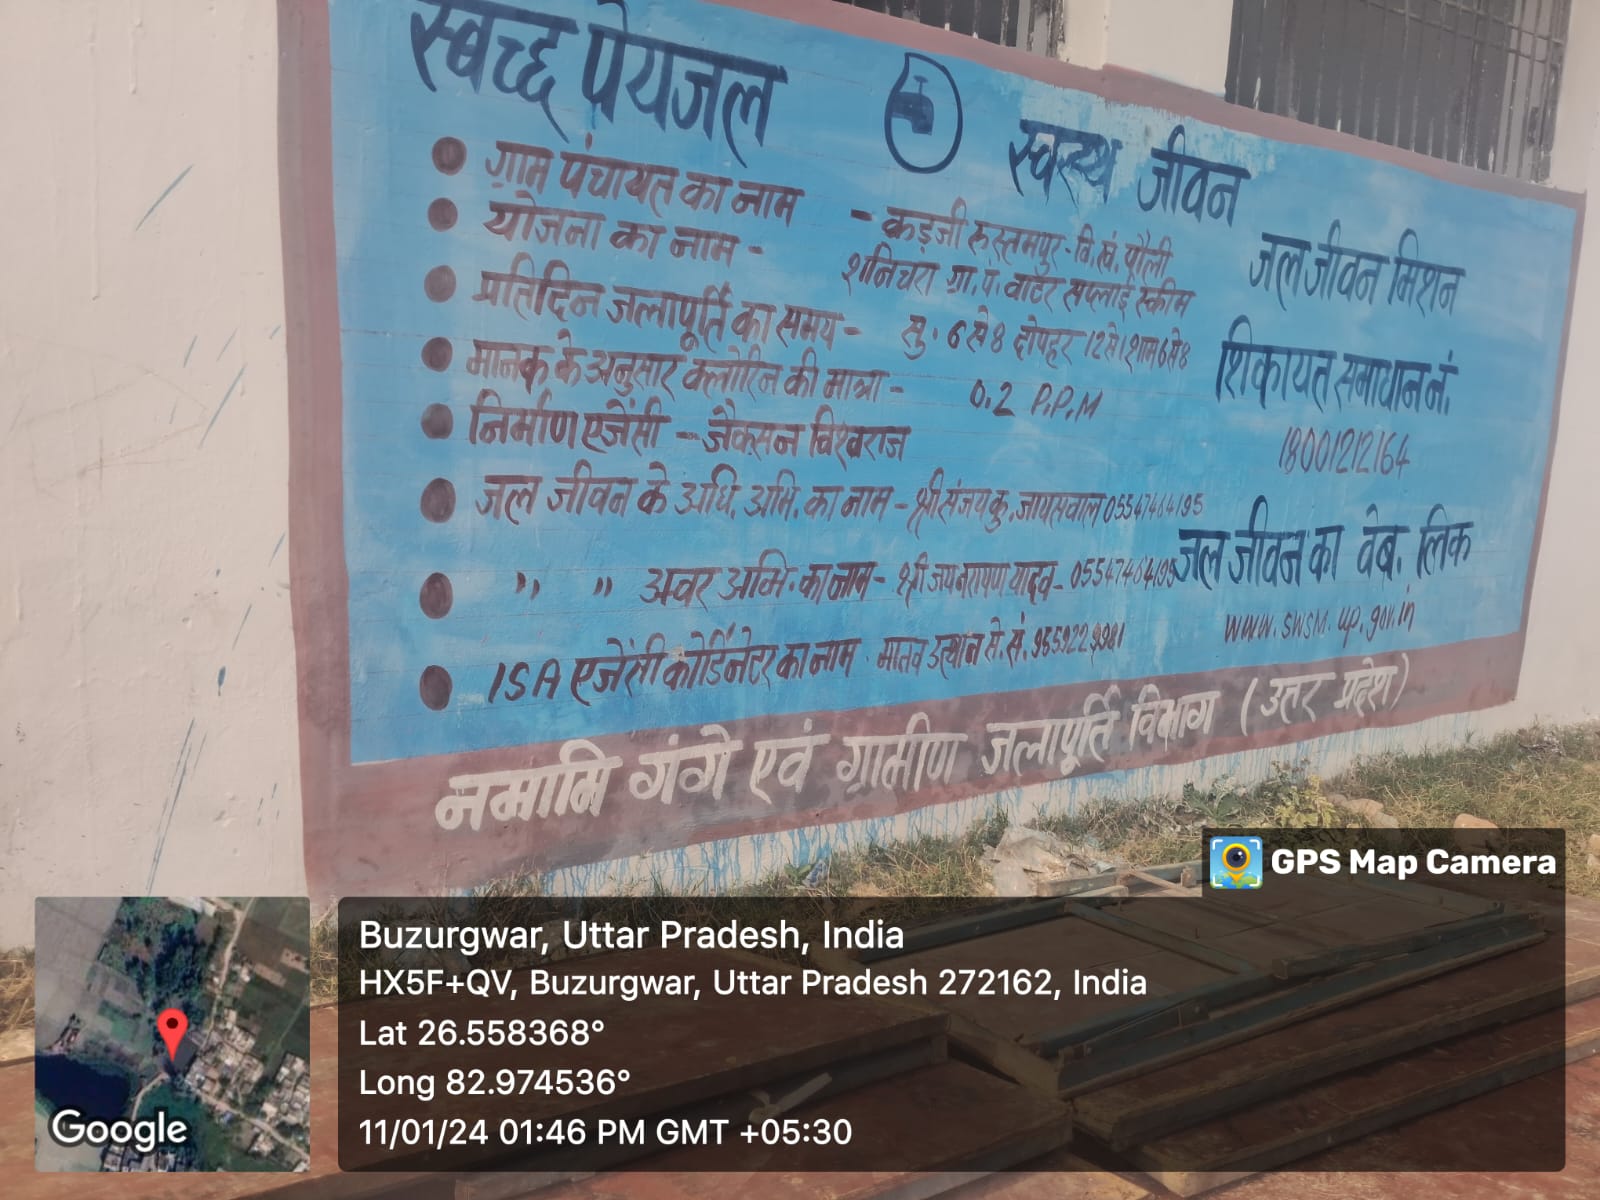 स्वच्छ पेयजल
स्वस्थ जीवन
ग्राम पंचायत का नाम - कड़जी रुस्तमपुर - वि.खं. पौली
योजना का नाम - शनिचरा ग्रा. पं. वाटर सप्लाई स्कीम
प्रतिदिन जलापूर्ति का समय - सु. 6 से 8 दोपहर 12 से 1 शाम 6 से 8
मानक के अनुसार क्लोरिन की मात्रा - 0.2 P.P.M
निर्माण एजेंसी - जैक्सन विश्वराज
जल जीवन के अधि. अभि. का नाम - श्री संजय कु. जायसवाल 05547464195
,, ,, अवर अभि. का नाम - श्री जयनरायण यादव - 05547464195
ISA एजेंसी कोर्डिनेटर का नाम मानव उत्थान से. सं.
जल जीवन मिशन
शिकायत समाधान नं.
18001212164
जल जीवन का वेब. लिक
www.swsm.up.gov.in
नमामि गंगे एवं ग्रामीण जलापूर्ति विभाग (उत्तर प्रदेश)
GPS Map Camera
Buzurgwar, Uttar Pradesh, India
HX5F+QV, Buzurgwar, Uttar Pradesh 272162, India
Lat 26.558368°
Long 82.974536°
11/01/24 01:46 PM GMT +05:30
Google